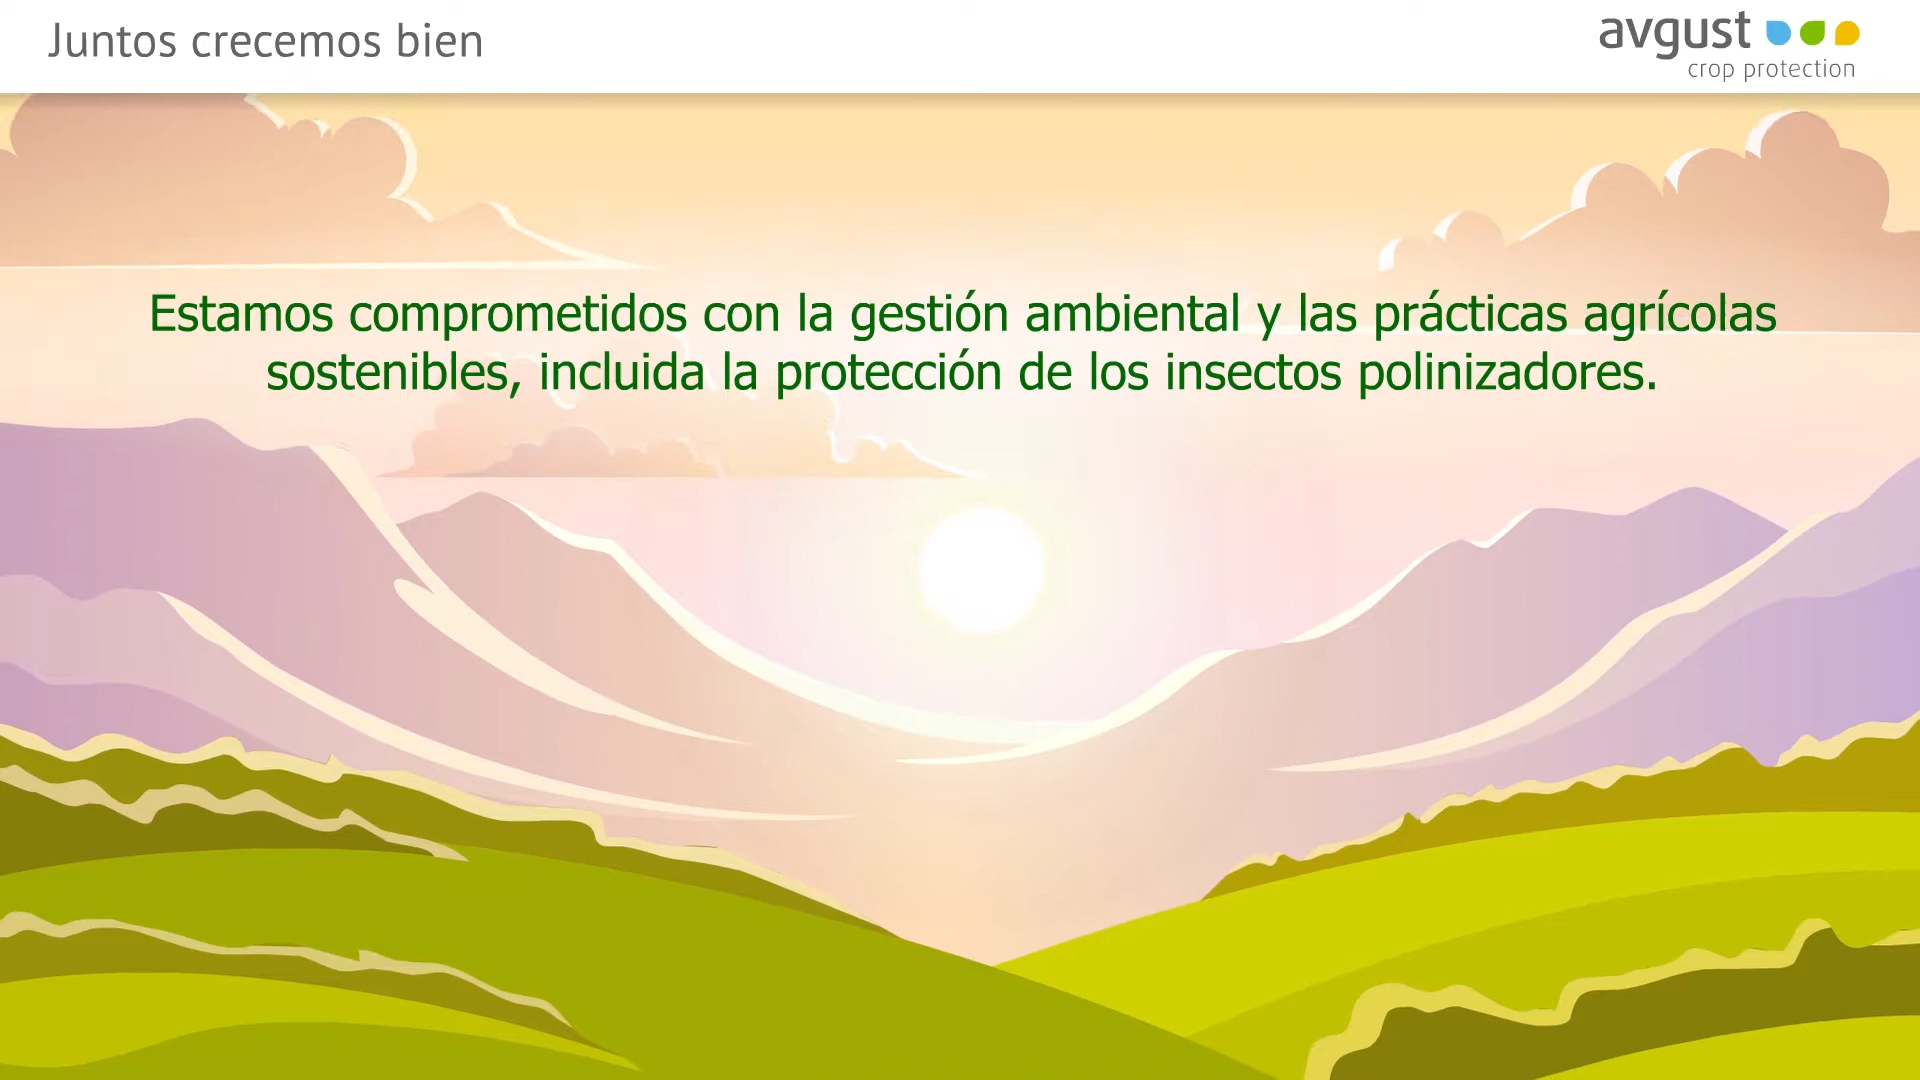 Juntos crecemos bien
avgust
crop protection
Estamos comprometidos con la gestión ambiental y las prácticas agrícolas
sostenibles, incluida la protección de los insectos polinizadores.